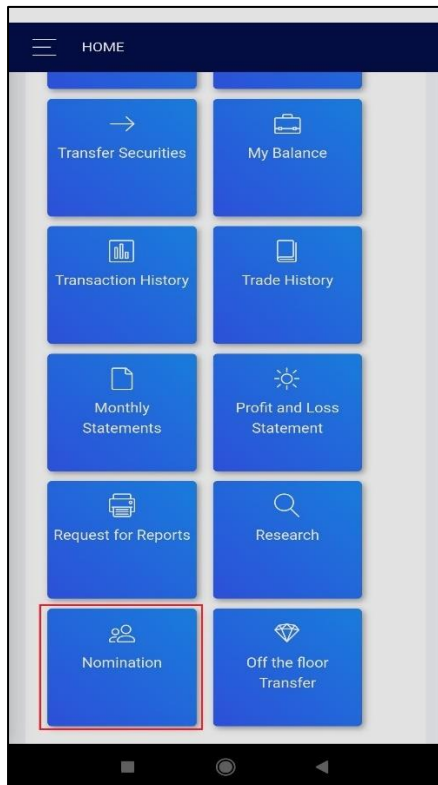 HOME
Transfer Securities
My Balance
Transaction History
Trade History
Monthly
Statements
Profit and Loss
Statement
Request for Reports
Research
Nomination
Off the floor
Transfer